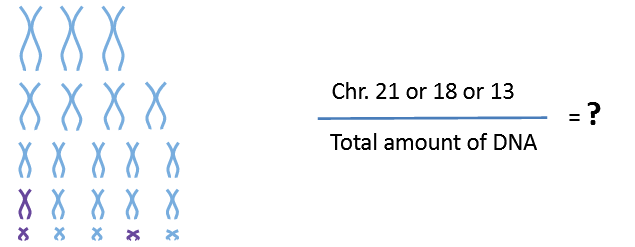 Chr. 21 or 18 or 13
Total amount of DNA
= ?